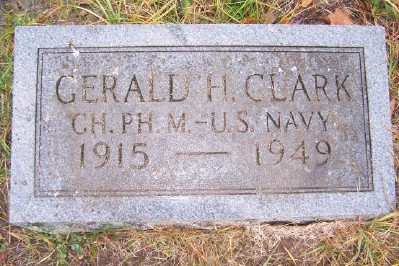 GERALD H. CLARK
CH. PH. M. - U.S. NAVY
1915 — 1949